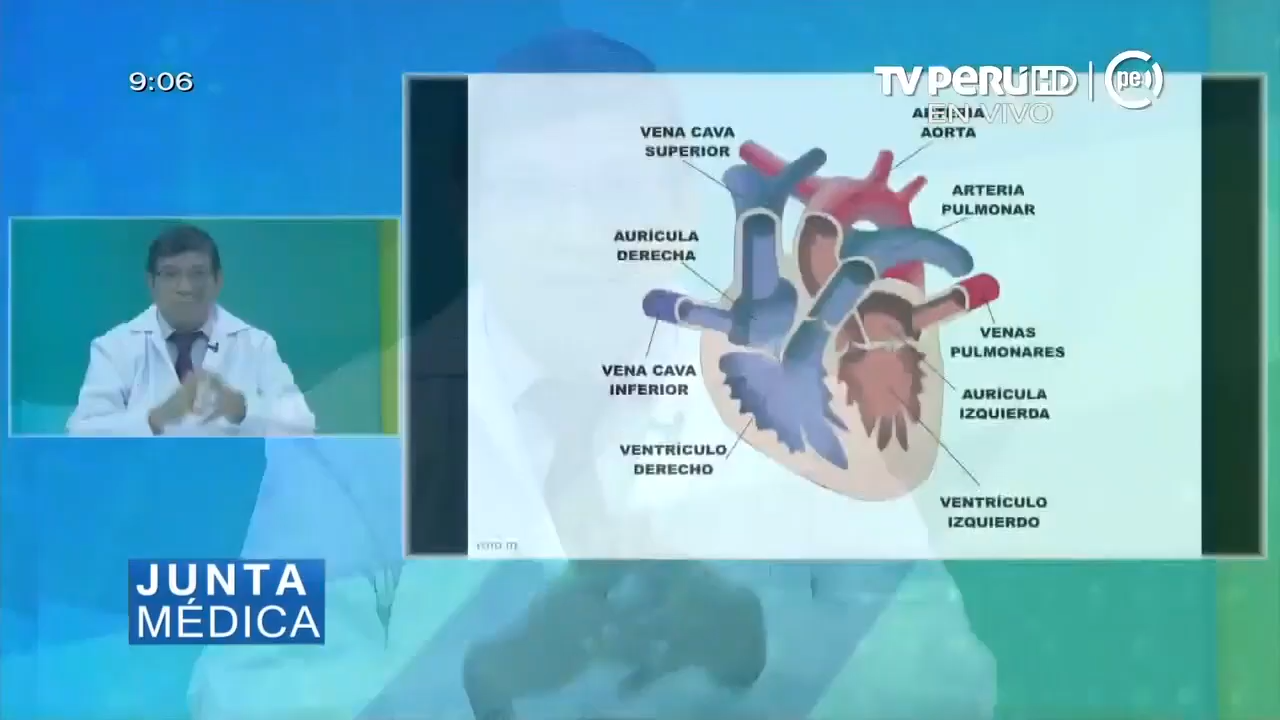 9:06
TV PERÚ HD
pe
EN VIVO
VENA CAVA
SUPERIOR
ARTERIA
AORTA
ARTERIA
PULMONAR
AURÍCULA
DERECHA
VENAS
PULMONARES
VENA CAVA
INFERIOR
AURÍCULA
IZQUIERDA
VENTRÍCULO
DERECHO
VENTRÍCULO
IZQUIERDO
JUNTA
MÉDICA